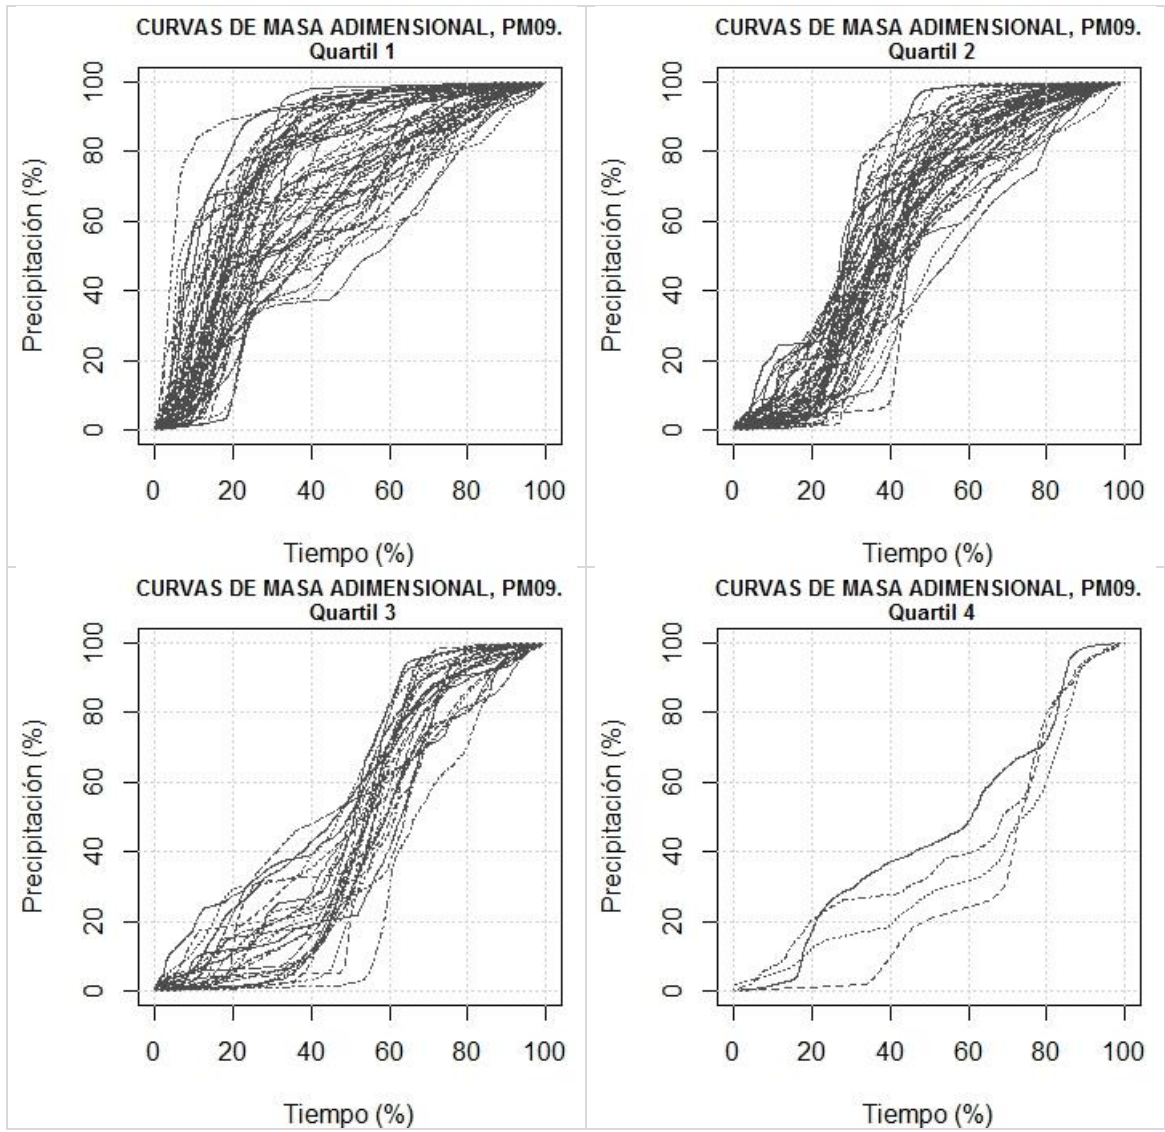 CURVAS DE MASA ADIMENSIONAL, PM09.
Quartil 1
Precipitación (%)
100
80
60
40
20
0
0 20 40 60 80 100
Tiempo (%)
CURVAS DE MASA ADIMENSIONAL, PM09.
Quartil 2
Precipitación (%)
100
80
60
40
20
0
0 20 40 60 80 100
Tiempo (%)
CURVAS DE MASA ADIMENSIONAL, PM09.
Quartil 3
Precipitación (%)
100
80
60
40
20
0
0 20 40 60 80 100
Tiempo (%)
CURVAS DE MASA ADIMENSIONAL, PM09.
Quartil 4
Precipitación (%)
100
80
60
40
20
0
0 20 40 60 80 100
Tiempo (%)